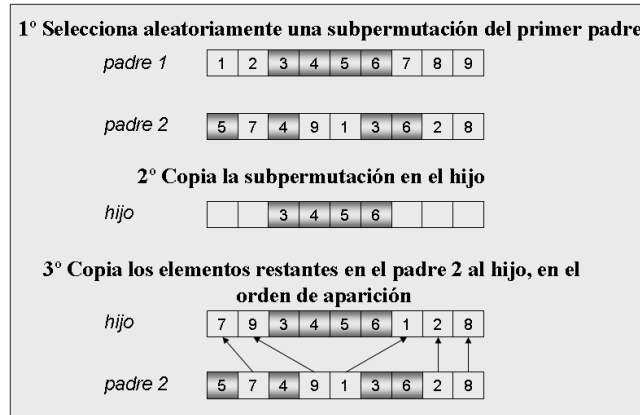 1º Selecciona aleatoriamente una subpermutación del primer padre
padre 1 1 2 3 4 5 6 7 8 9
padre 2 5 7 4 9 1 3 6 2 8
2º Copia la subpermutación en el hijo
hijo 3 4 5 6
3º Copia los elementos restantes en el padre 2 al hijo, en el
orden de aparición
hijo 7 9 3 4 5 6 1 2 8
padre 2 5 7 4 9 1 3 6 2 8